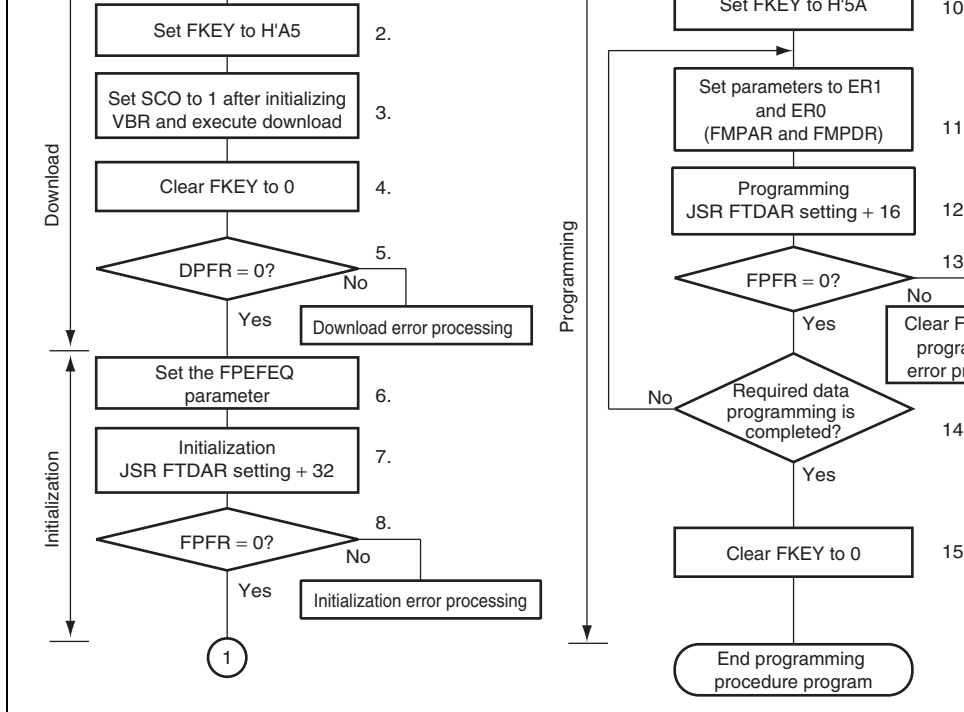 Set FKEY to H'A5
2.
Set SCO to 1 after initializing
VBR and execute download
3.
Clear FKEY to 0
4.
Download
5.
DPFR = 0?
No
Yes
Download error processing
Set the FPEFEQ
parameter
6.
Initialization
JSR FTDAR setting + 32
7.
Initialization
8.
FPFR = 0?
No
Yes
Initialization error processing
1
Set FKEY to H'5A
10
Set parameters to ER1
and ER0
(FMPAR and FMPDR)
11
Programming
JSR FTDAR setting + 16
12
Programming
13
FPFR = 0?
No
Yes
Clear F
progra
error p
No
Required data
programming is
completed?
14
Yes
Clear FKEY to 0
15
End programming
procedure program